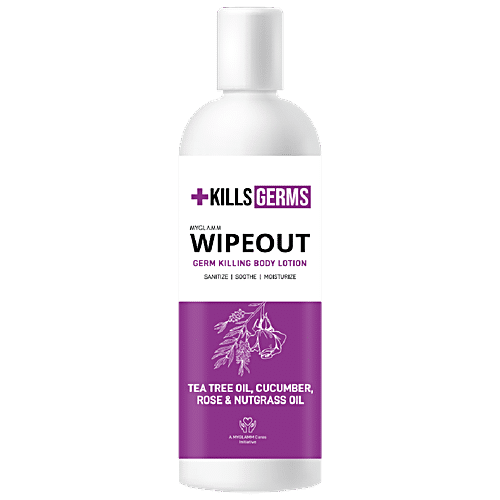 +KILLS GERMS
MYGLAMM
WIPEOUT
GERM KILLING BODY LOTION
SANITIZE | SOOTHE | MOISTURIZE
TEA TREE OIL, CUCUMBER,
ROSE & NUTGRASS OIL
A MYGLAMM Cares
Initiative